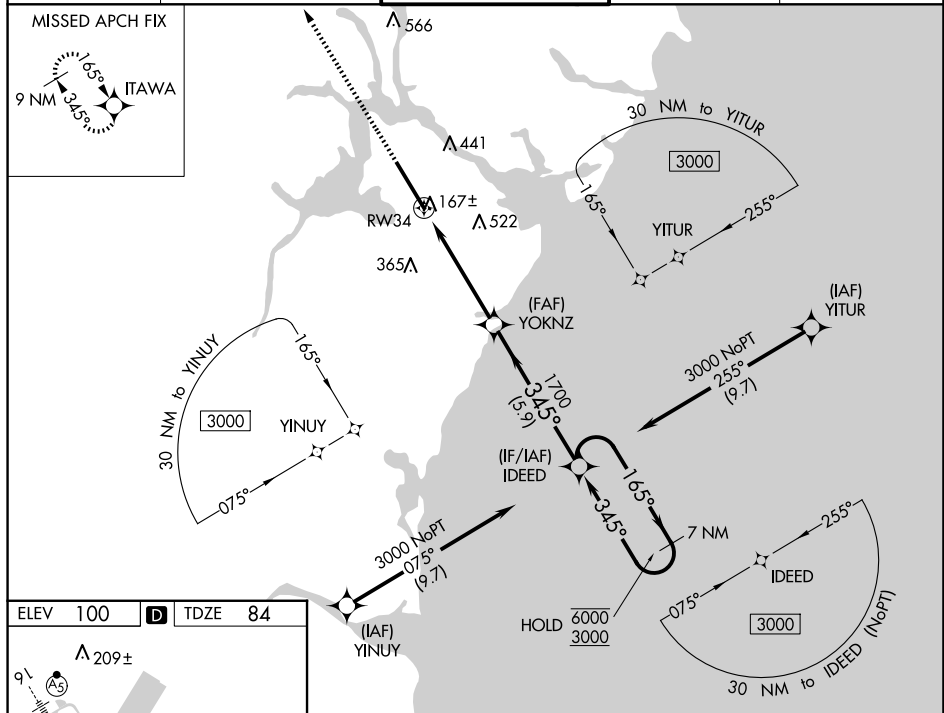 MISSED APCH FIX
165°
ITAWA
9 NM
345°
566
441
167±
RW34
522
365
30 NM to YITUR
3000
165°
255°
YITUR
(FAF)
YOKNZ
(IAF)
YITUR
3000 NoPT
255°
(9.7)
30 NM to YINUY
165°
3000
YINUY
075°
1700
345°
(5.9)
(IF/IAF)
IDEED
165°
345°
7 NM
3000 NoPT
075°
(9.7)
(IAF)
YINUY
HOLD 6000
3000
255°
IDEED
075°
3000
30 NM to IDEED (NoPT)
ELEV 100 D TDZE 84
209±
16
A5